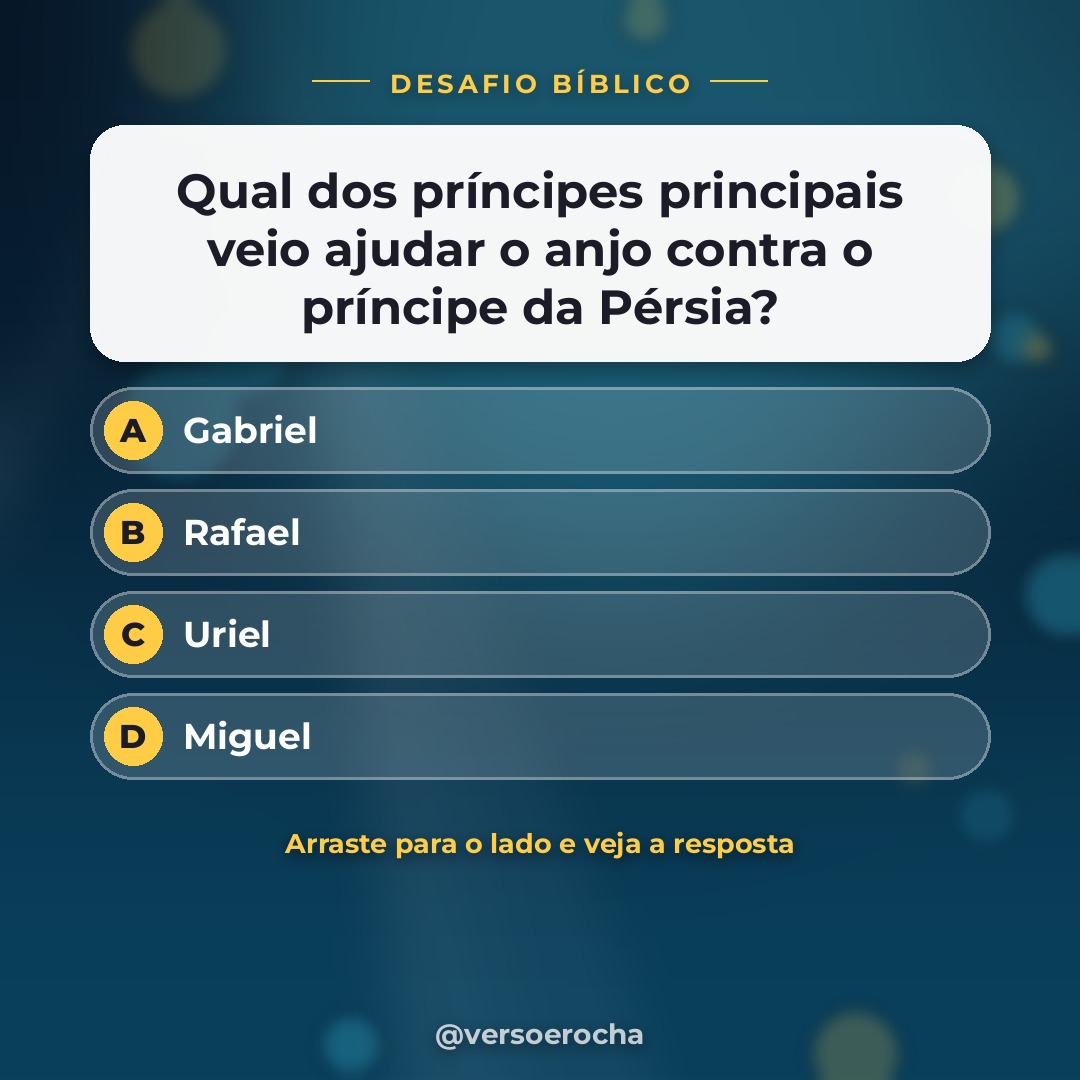 DESAFIO BÍBLICO
Qual dos príncipes principais
veio ajudar o anjo contra o
príncipe da Pérsia?
A Gabriel
B Rafael
C Uriel
D Miguel
Arraste para o lado e veja a resposta
@versoerocha